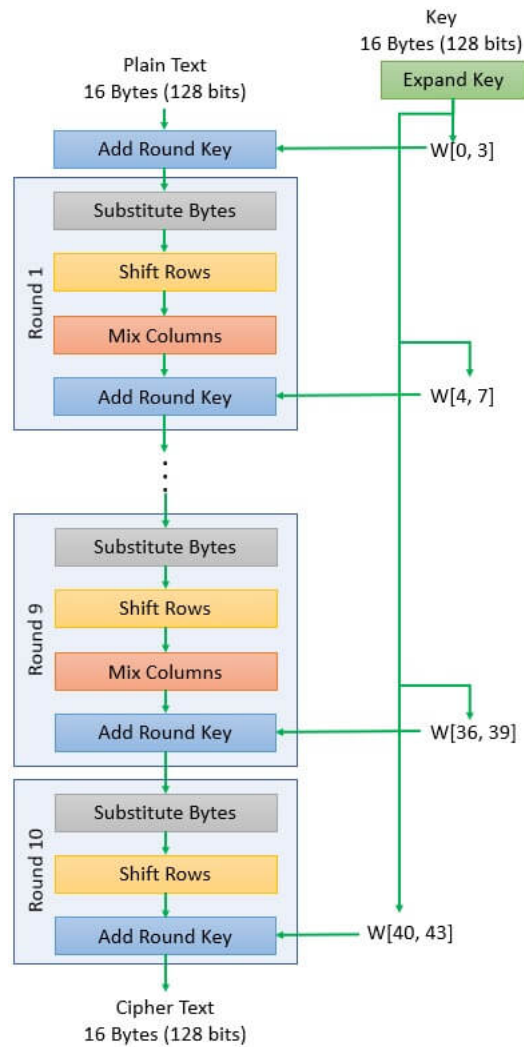 Key
16 Bytes (128 bits)
Expand Key
Plain Text
16 Bytes (128 bits)
Add Round Key
W[0, 3]
Round 1
Substitute Bytes
Shift Rows
Mix Columns
Add Round Key
W[4, 7]
Round 9
Substitute Bytes
Shift Rows
Mix Columns
Add Round Key
W[36, 39]
Round 10
Substitute Bytes
Shift Rows
Add Round Key
W[40, 43]
Cipher Text
16 Bytes (128 bits)